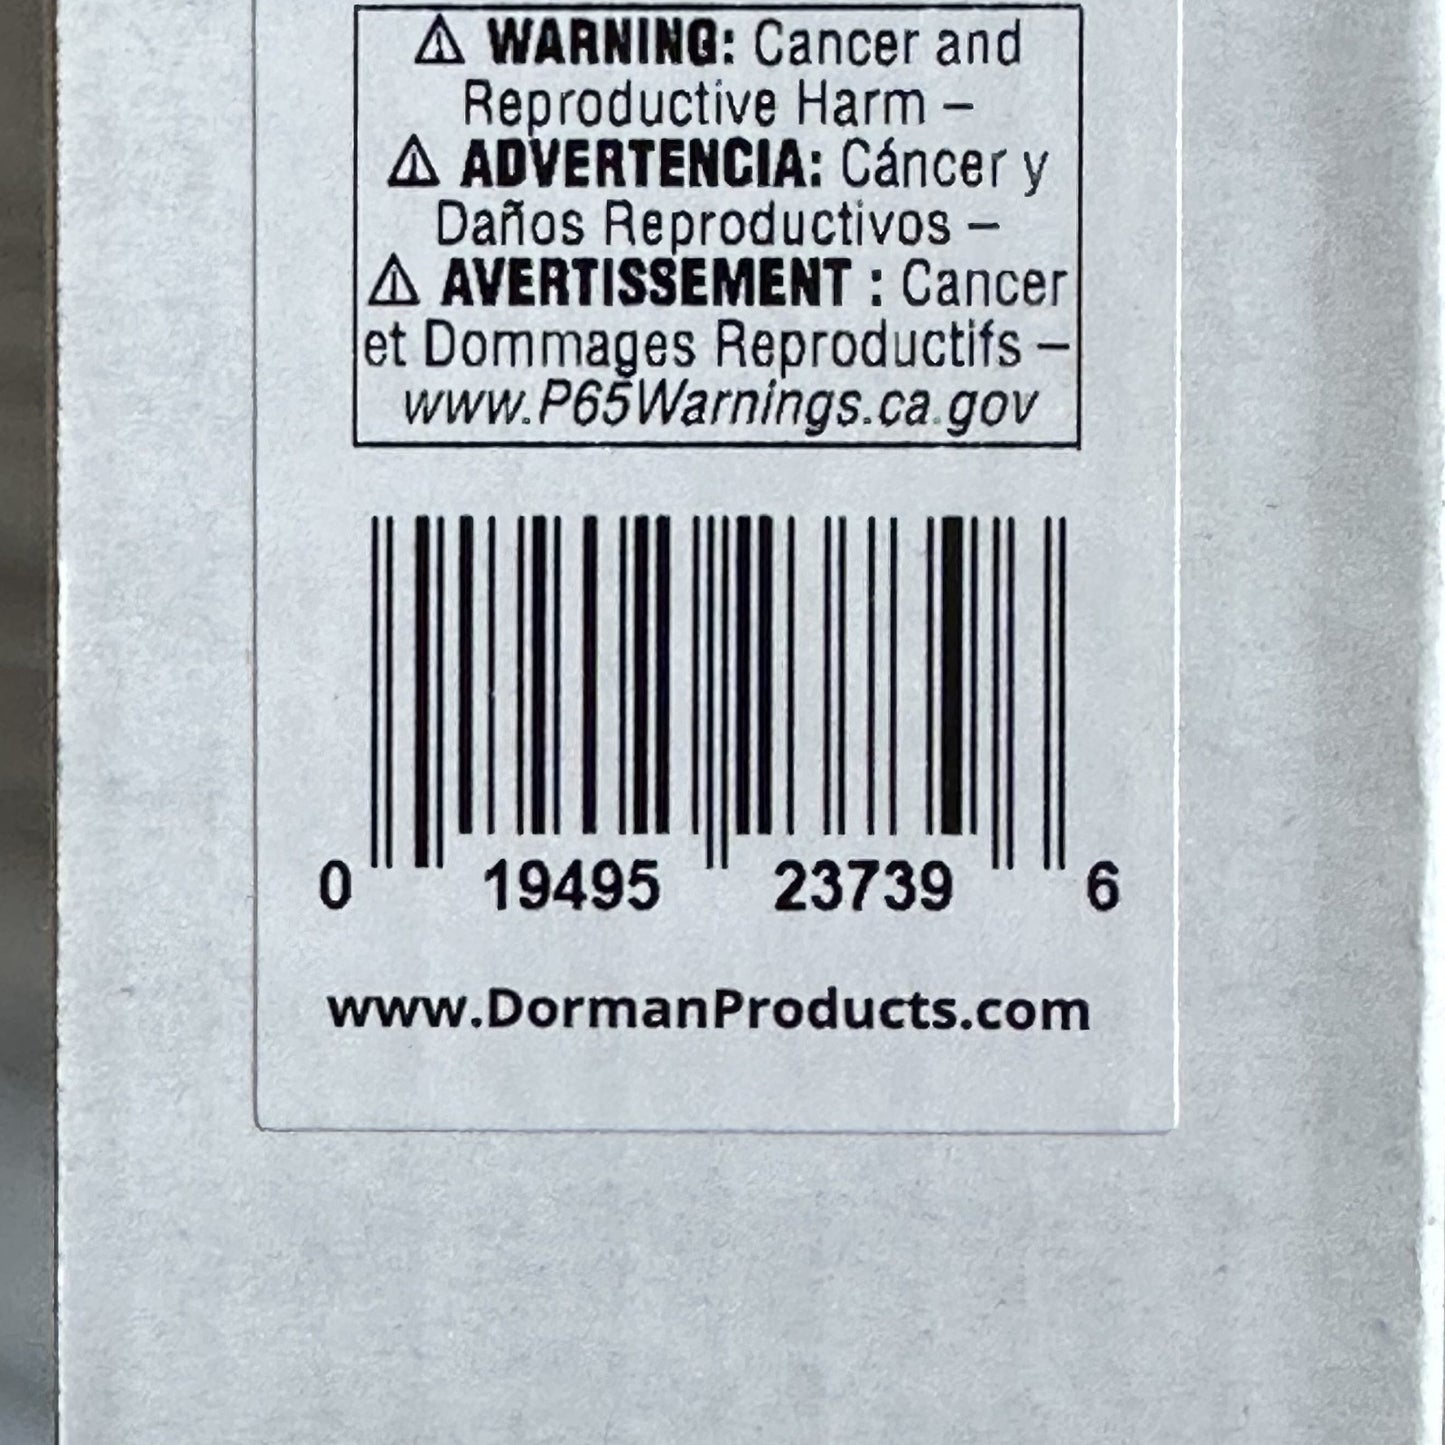 ⚠ WARNING: Cancer and
Reproductive Harm –
⚠ ADVERTENCIA: Cáncer y
Daños Reproductivos –
⚠ AVERTISSEMENT : Cancer
et Dommages Reproductifs –
www.P65Warnings.ca.gov
0 19495 23739 6
www.DormanProducts.com